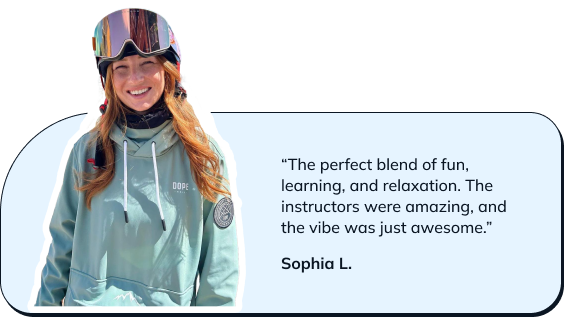 DOPE
“The perfect blend of fun,
learning, and relaxation. The
instructors were amazing, and
the vibe was just awesome.”
Sophia L.